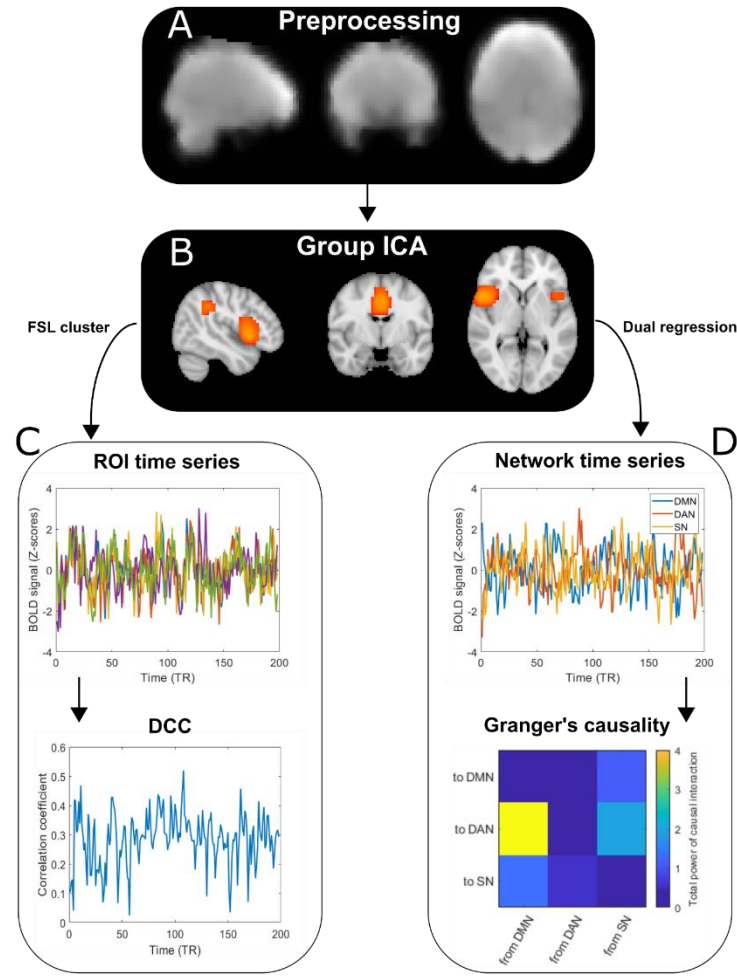 A
Preprocessing
B
Group ICA
FSL cluster
Dual regression
C
ROI time series
BOLD signal (Z-scores)
4
2
0
-2
-4
0 50 100 150 200
Time (TR)
DCC
Correlation coefficient
0.6
0.5
0.4
0.3
0.2
0.1
0
0 50 100 150 200
Time (TR)
D
Network time series
BOLD signal (Z-scores)
4
2
0
-2
-4
DMN
DAN
SN
0 50 100 150 200
Time (TR)
Granger's causality
to DMN
to DAN
to SN
from DMN
from DAN
from SN
4
3
2
1
0
Total power of causal interaction